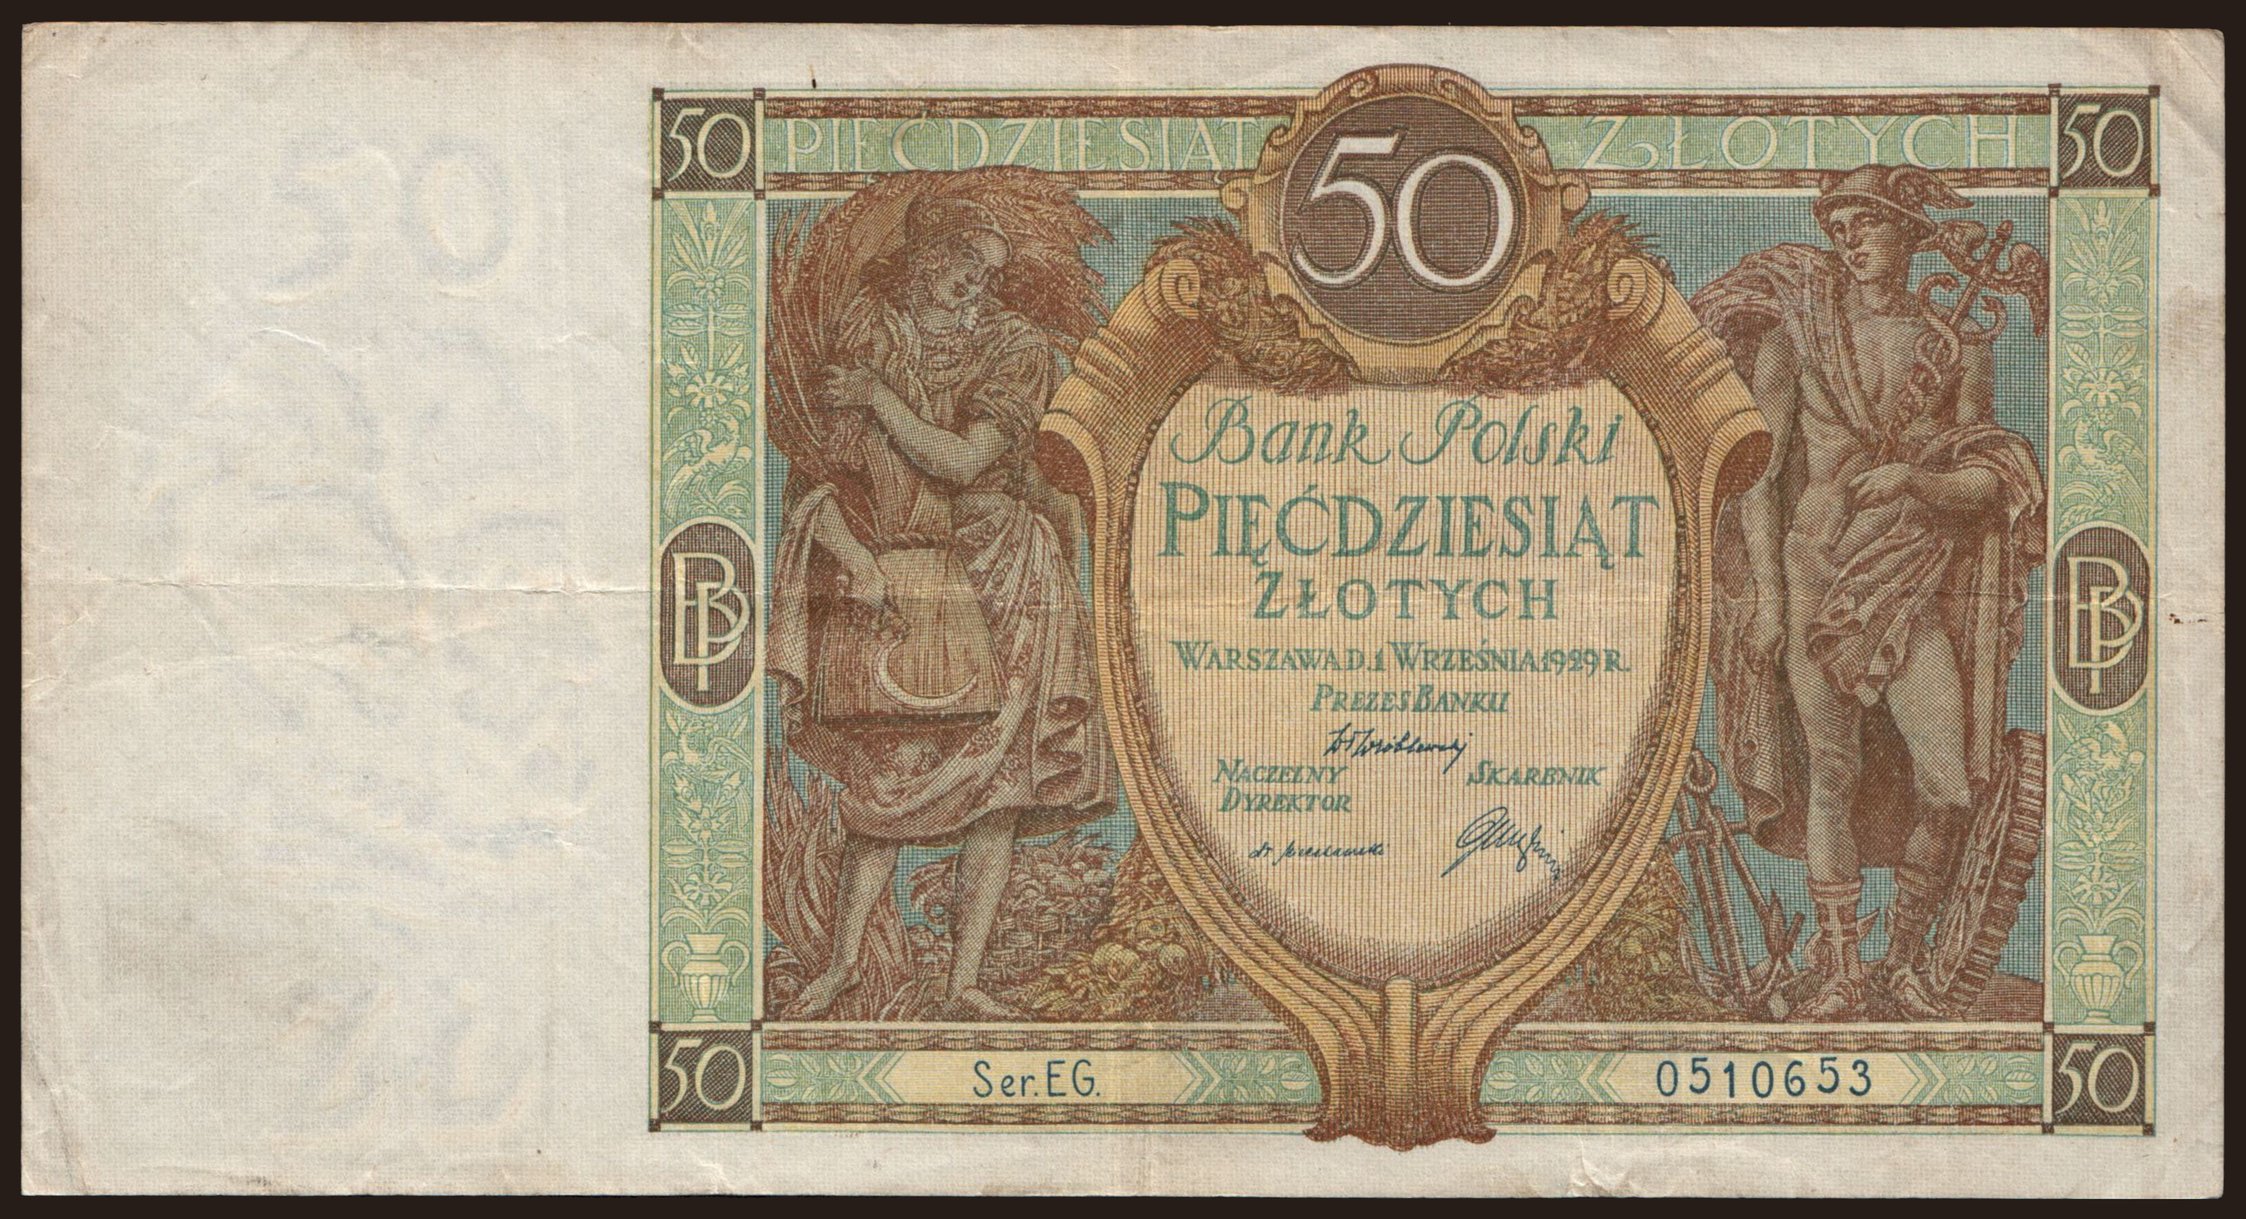 50 PIĘĆDZIESIĄT 50 ZŁOTYCH 50
Bank Polski
PIĘĆDZIESIĄT
ZŁOTYCH
WARSZAWA D. 1 WRZEŚNIA 1929 R.
PREZES BANKU
NACZELNY SKARBNIK
DYREKTOR
BP BP
50 Ser. EG. 0510653 50